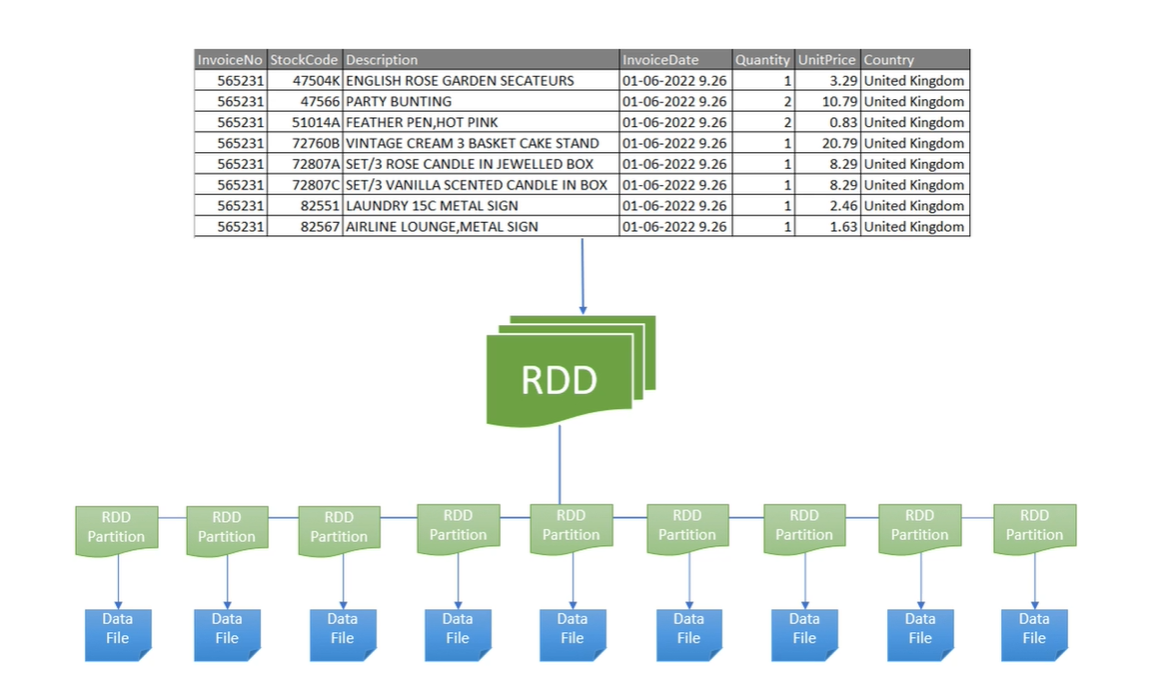 InvoiceNo StockCode Description InvoiceDate Quantity UnitPrice Country
565231 47504K ENGLISH ROSE GARDEN SECATEURS 01-06-2022 9.26 1 3.29 United Kingdom
565231 47566 PARTY BUNTING 01-06-2022 9.26 2 10.79 United Kingdom
565231 51014A FEATHER PEN,HOT PINK 01-06-2022 9.26 2 0.83 United Kingdom
565231 72760B VINTAGE CREAM 3 BASKET CAKE STAND 01-06-2022 9.26 1 20.79 United Kingdom
565231 72807A SET/3 ROSE CANDLE IN JEWELLED BOX 01-06-2022 9.26 1 8.29 United Kingdom
565231 72807C SET/3 VANILLA SCENTED CANDLE IN BOX 01-06-2022 9.26 1 8.29 United Kingdom
565231 82551 LAUNDRY 15C METAL SIGN 01-06-2022 9.26 1 2.46 United Kingdom
565231 82567 AIRLINE LOUNGE,METAL SIGN 01-06-2022 9.26 1 1.63 United Kingdom
RDD
RDD RDD RDD RDD RDD RDD RDD RDD RDD
Partition Partition Partition Partition Partition Partition Partition Partition Partition
Data Data Data Data Data Data Data Data Data
File File File File File File File File File